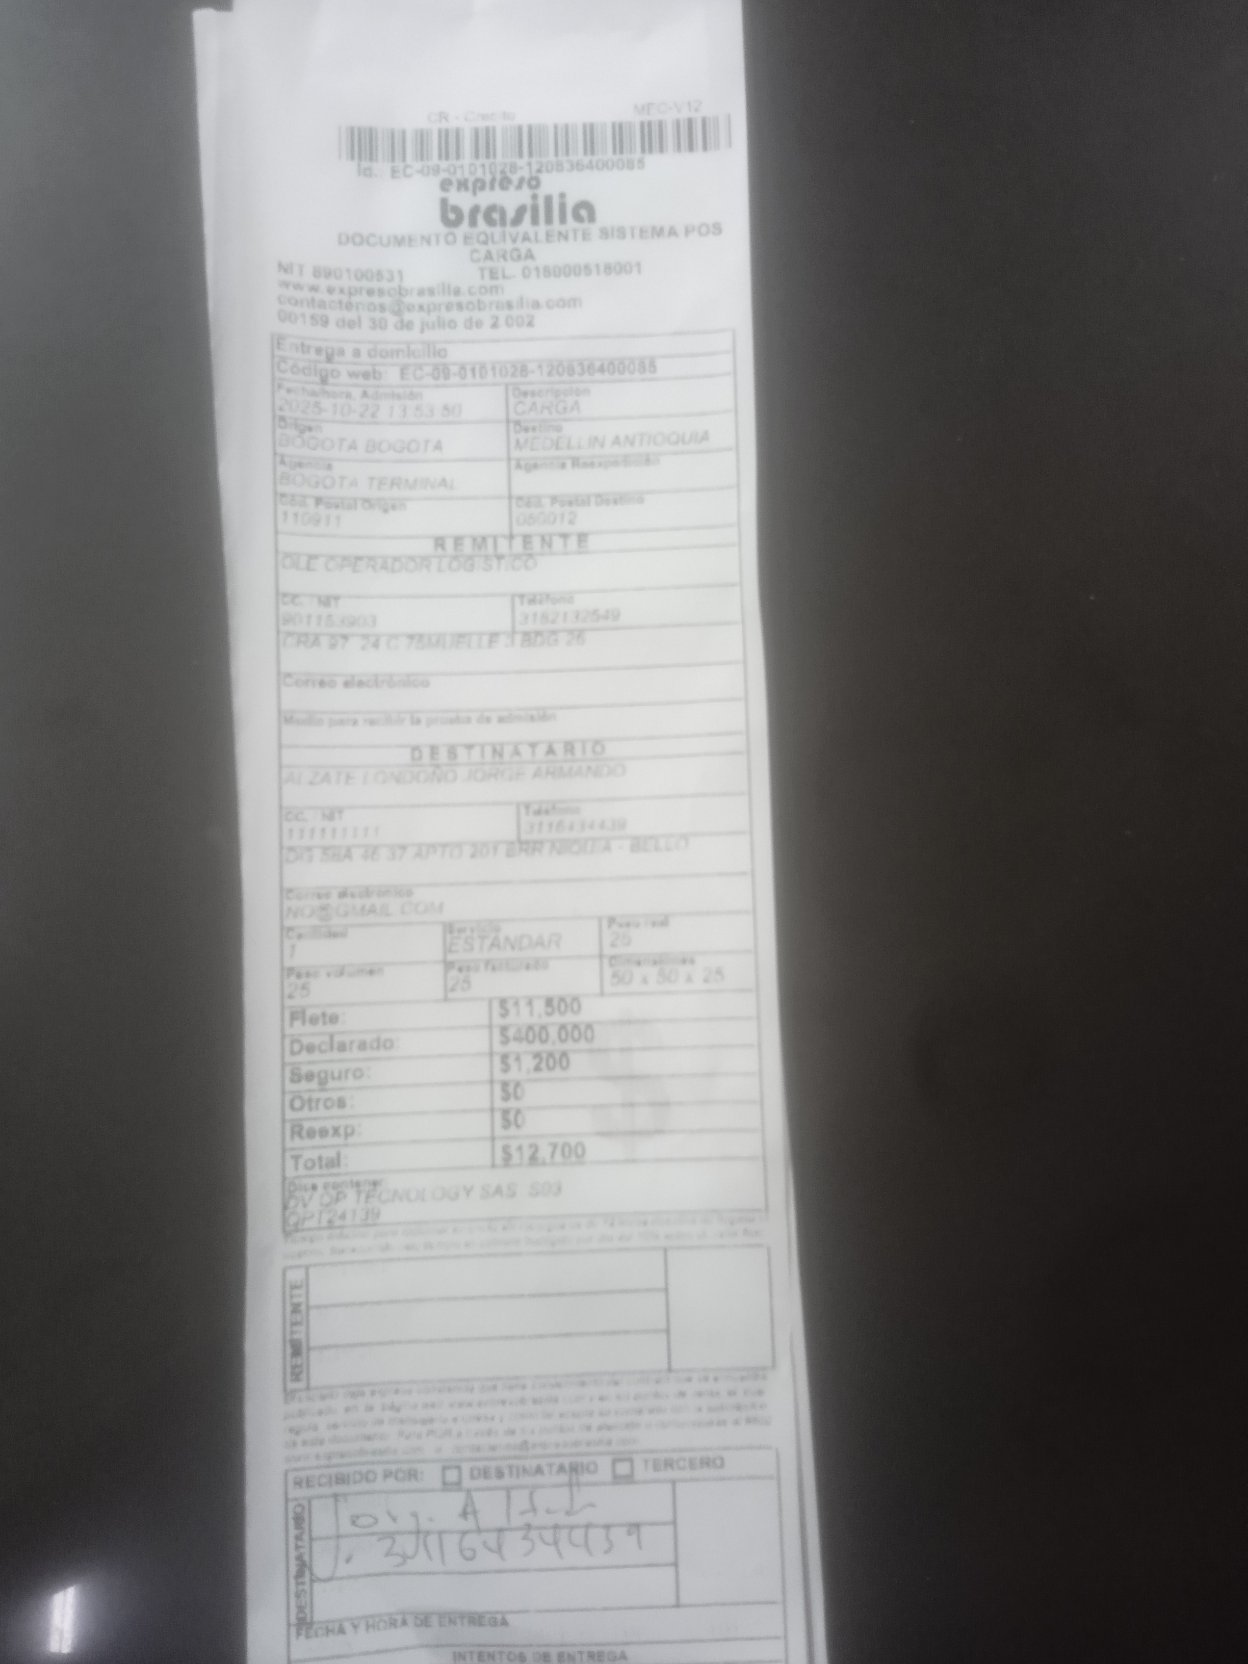 CR - Credito MEC-V12
Id.: EC-09-0101028-120836400085
expreso
brasilia
DOCUMENTO EQUIVALENTE SISTEMA POS
CARGA
NIT 890100531 TEL. 018000518001
www.expresobrasilia.com
contactenos@expresobrasilia.com
00159 del 30 de julio de 2 002
Entrega a domicilio
Código web: EC-09-0101028-120836400085
Fecha/hora, Admisión Descripcion
2025-10-22 13:53:50 CARGA
Origen Destino
BOGOTA BOGOTA MEDELLIN ANTIOQUIA
Agencia Agencia Reexpedición
BOGOTA TERMINAL
Cód. Postal Origen Cód. Postal Destino
110911 050012
REMITENTE
OLE OPERADOR LOGISTICO
CC. / NIT Teléfono
901153903 3182132549
CRA 97 24 C 75MUELLE 3 BDG 26
Correo electrónico
Medio para recibir la prueba de admisión
DESTINATARIO
ALZATE LONDOÑO JORGE ARMANDO
CC. / NIT Teléfono
111111111 3116434439
DG 58A 46 37 APTO 201 BRR NIQUIA - BELLO
Correo electrónico
NO@GMAIL.COM
Cantidad Servicio Peso real
1 ESTANDAR 25
Peso volumen Peso facturado Dimensiones
25 25 50 x 50 x 25
Flete: $11,500
Declarado: $400,000
Seguro: $1,200
Otros: $0
Reexp: $0
Total: $12,700
Dice contener:
OP TECNOLOGY SAS S03
OPT24139
REMITENTE
RECIBIDO POR: DESTINATARIO TERCERO
DESTINATARIO
3116434439
FECHA Y HORA DE ENTREGA
INTENTOS DE ENTREGA